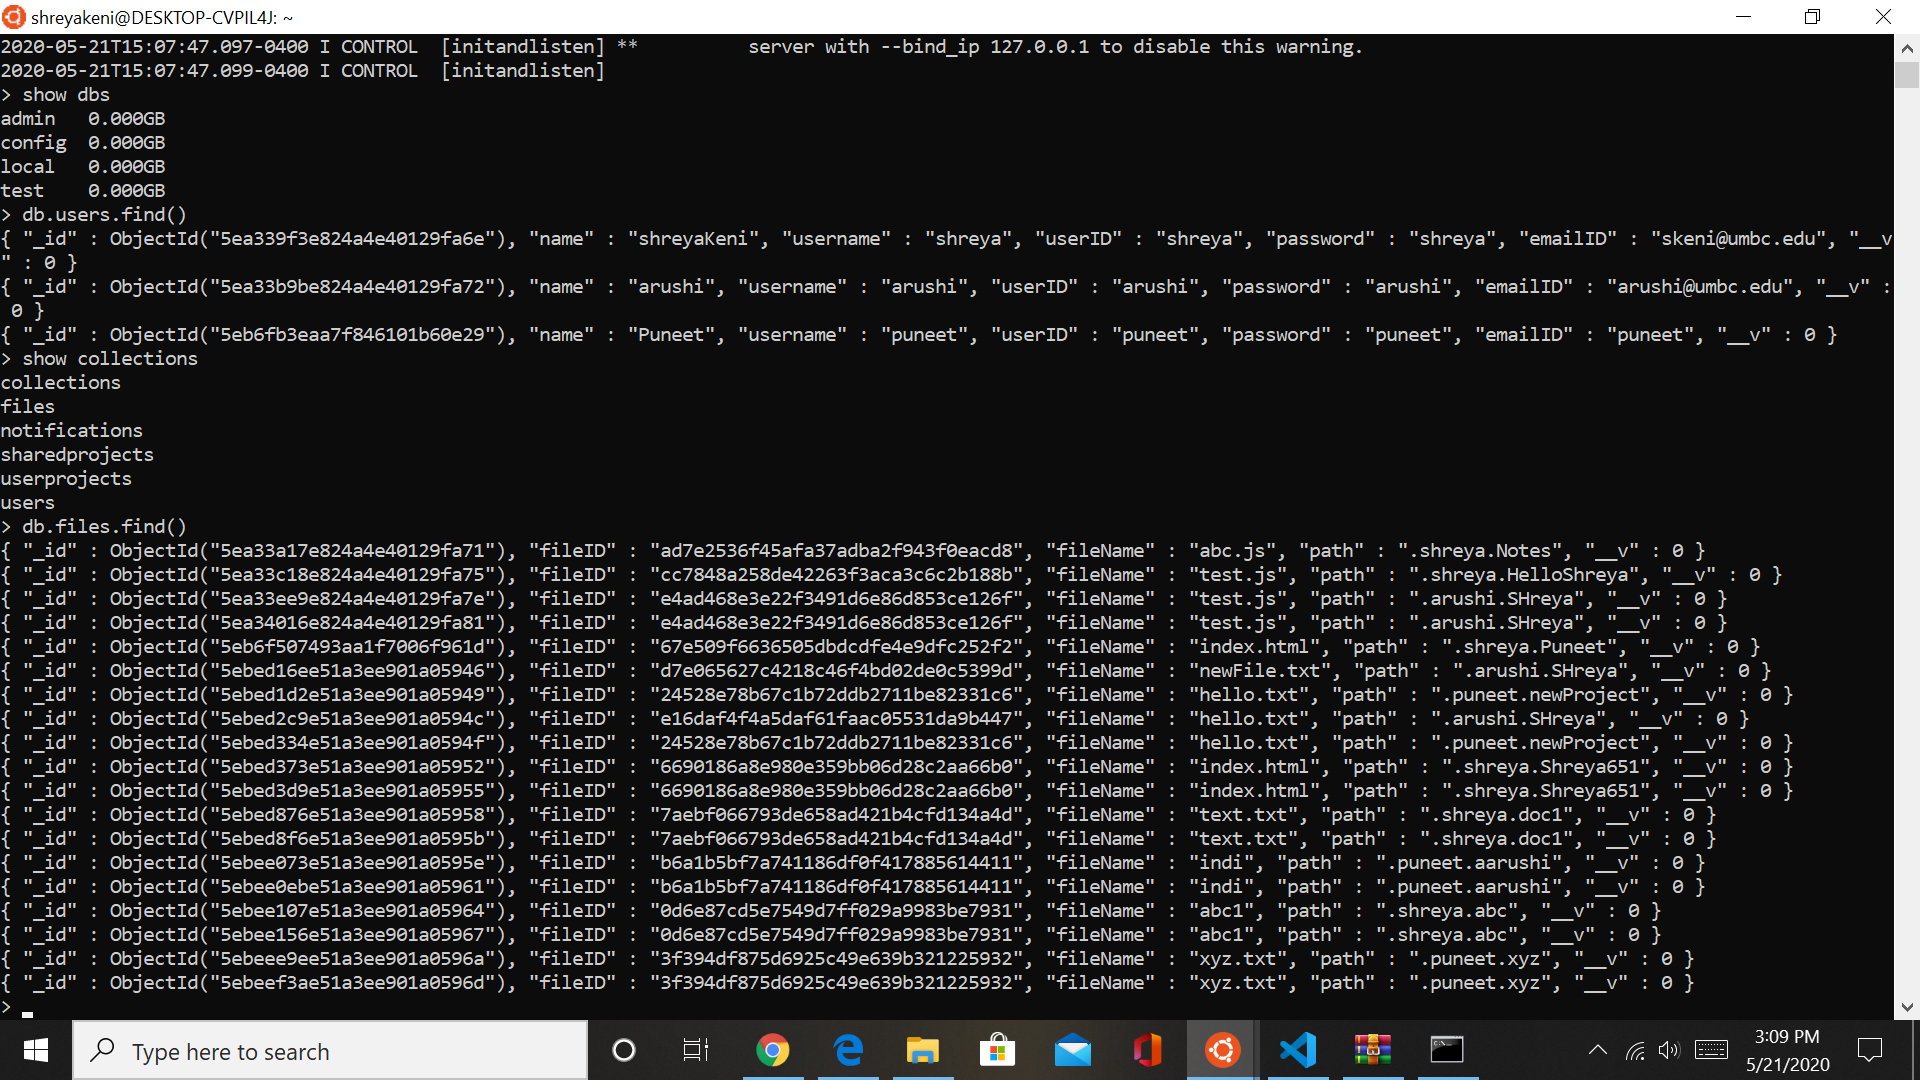 shreyakeni@DESKTOP-CVPIL4J: ~
2020-05-21T15:07:47.097-0400 I CONTROL  [initandlisten] **          server with --bind_ip 127.0.0.1 to disable this warning.
2020-05-21T15:07:47.099-0400 I CONTROL  [initandlisten]
> show dbs
admin   0.000GB
config  0.000GB
local   0.000GB
test    0.000GB
> db.users.find()
{ "_id" : ObjectId("5ea339f3e824a4e40129fa6e"), "name" : "shreyaKeni", "username" : "shreya", "userID" : "shreya", "password" : "shreya", "emailID" : "skeni@umbc.edu", "__v
" : 0 }
{ "_id" : ObjectId("5ea33b9be824a4e40129fa72"), "name" : "arushi", "username" : "arushi", "userID" : "arushi", "password" : "arushi", "emailID" : "arushi@umbc.edu", "__v" :
 0 }
{ "_id" : ObjectId("5eb6fb3eaa7f846101b60e29"), "name" : "Puneet", "username" : "puneet", "userID" : "puneet", "password" : "puneet", "emailID" : "puneet", "__v" : 0 }
> show collections
collections
files
notifications
sharedprojects
userprojects
users
> db.files.find()
{ "_id" : ObjectId("5ea33a17e824a4e40129fa71"), "fileID" : "ad7e2536f45afa37adba2f943f0eacd8", "fileName" : "abc.js", "path" : ".shreya.Notes", "__v" : 0 }
{ "_id" : ObjectId("5ea33c18e824a4e40129fa75"), "fileID" : "cc7848a258de42263f3aca3c6c2b188b", "fileName" : "test.js", "path" : ".shreya.HelloShreya", "__v" : 0 }
{ "_id" : ObjectId("5ea33ee9e824a4e40129fa7e"), "fileID" : "e4ad468e3e22f3491d6e86d853ce126f", "fileName" : "test.js", "path" : ".arushi.SHreya", "__v" : 0 }
{ "_id" : ObjectId("5ea34016e824a4e40129fa81"), "fileID" : "e4ad468e3e22f3491d6e86d853ce126f", "fileName" : "test.js", "path" : ".arushi.SHreya", "__v" : 0 }
{ "_id" : ObjectId("5eb6f507493aa1f7006f961d"), "fileID" : "67e509f6636505dbdcdfe4e9dfc252f2", "fileName" : "index.html", "path" : ".shreya.Puneet", "__v" : 0 }
{ "_id" : ObjectId("5ebed16ee51a3ee901a05946"), "fileID" : "d7e065627c4218c46f4bd02de0c5399d", "fileName" : "newFile.txt", "path" : ".arushi.SHreya", "__v" : 0 }
{ "_id" : ObjectId("5ebed1d2e51a3ee901a05949"), "fileID" : "24528e78b67c1b72ddb2711be82331c6", "fileName" : "hello.txt", "path" : ".puneet.newProject", "__v" : 0 }
{ "_id" : ObjectId("5ebed2c9e51a3ee901a0594c"), "fileID" : "e16daf4f4a5daf61faac05531da9b447", "fileName" : "hello.txt", "path" : ".arushi.SHreya", "__v" : 0 }
{ "_id" : ObjectId("5ebed334e51a3ee901a0594f"), "fileID" : "24528e78b67c1b72ddb2711be82331c6", "fileName" : "hello.txt", "path" : ".puneet.newProject", "__v" : 0 }
{ "_id" : ObjectId("5ebed373e51a3ee901a05952"), "fileID" : "6690186a8e980e359bb06d28c2aa66b0", "fileName" : "index.html", "path" : ".shreya.Shreya651", "__v" : 0 }
{ "_id" : ObjectId("5ebed3d9e51a3ee901a05955"), "fileID" : "6690186a8e980e359bb06d28c2aa66b0", "fileName" : "index.html", "path" : ".shreya.Shreya651", "__v" : 0 }
{ "_id" : ObjectId("5ebed876e51a3ee901a05958"), "fileID" : "7aebf066793de658ad421b4cfd134a4d", "fileName" : "text.txt", "path" : ".shreya.doc1", "__v" : 0 }
{ "_id" : ObjectId("5ebed8f6e51a3ee901a0595b"), "fileID" : "7aebf066793de658ad421b4cfd134a4d", "fileName" : "text.txt", "path" : ".shreya.doc1", "__v" : 0 }
{ "_id" : ObjectId("5ebee073e51a3ee901a0595e"), "fileID" : "b6a1b5bf7a741186df0f417885614411", "fileName" : "indi", "path" : ".puneet.aarushi", "__v" : 0 }
{ "_id" : ObjectId("5ebee0ebe51a3ee901a05961"), "fileID" : "b6a1b5bf7a741186df0f417885614411", "fileName" : "indi", "path" : ".puneet.aarushi", "__v" : 0 }
{ "_id" : ObjectId("5ebee107e51a3ee901a05964"), "fileID" : "0d6e87cd5e7549d7ff029a9983be7931", "fileName" : "abc1", "path" : ".shreya.abc", "__v" : 0 }
{ "_id" : ObjectId("5ebee156e51a3ee901a05967"), "fileID" : "0d6e87cd5e7549d7ff029a9983be7931", "fileName" : "abc1", "path" : ".shreya.abc", "__v" : 0 }
{ "_id" : ObjectId("5ebeee9ee51a3ee901a0596a"), "fileID" : "3f394df875d6925c49e639b321225932", "fileName" : "xyz.txt", "path" : ".puneet.xyz", "__v" : 0 }
{ "_id" : ObjectId("5ebeef3ae51a3ee901a0596d"), "fileID" : "3f394df875d6925c49e639b321225932", "fileName" : "xyz.txt", "path" : ".puneet.xyz", "__v" : 0 }
>
Type here to search
3:09 PM
5/21/2020